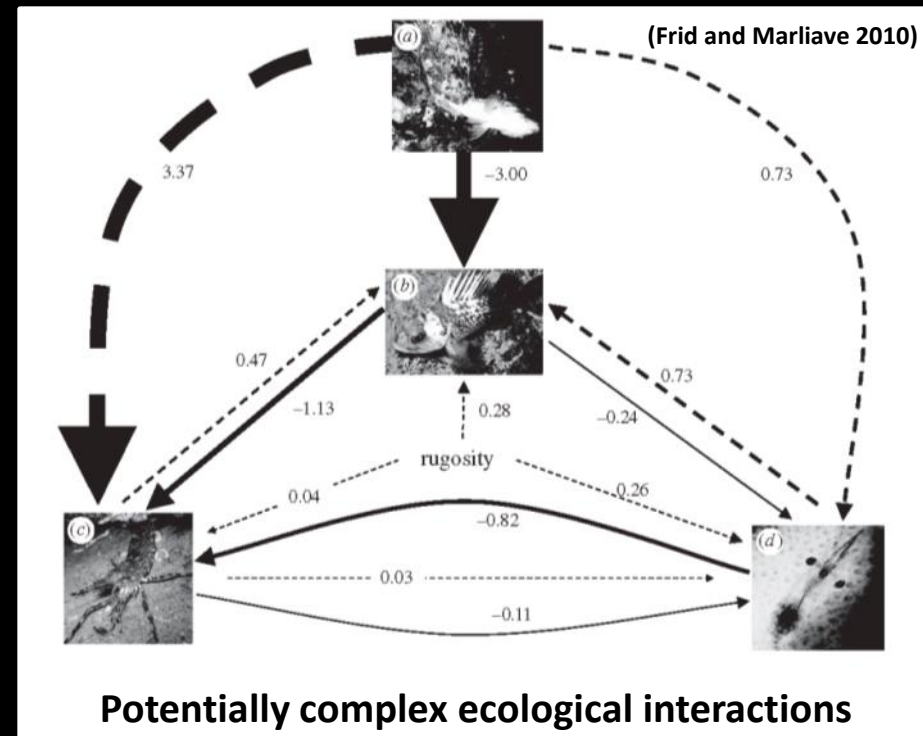 (Frid and Marliave 2010)
(a)
3.37
−3.00
0.73
(b)
0.47
−1.13
0.28
0.73
−0.24
rugosity
0.04
0.26
−0.82
(c)
(d)
0.03
−0.11
Potentially complex ecological interactions